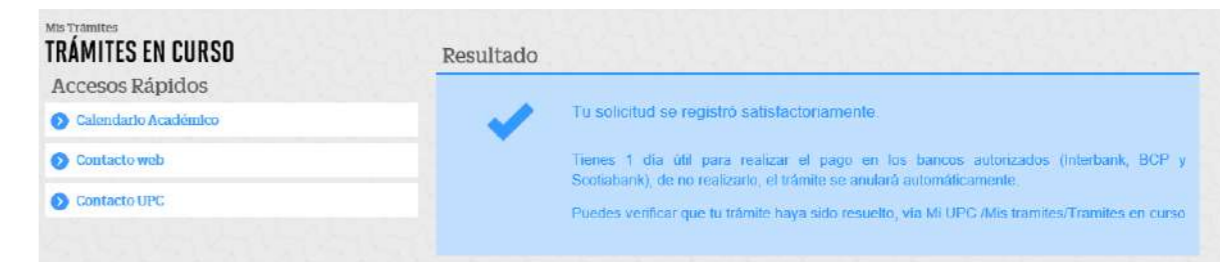 Mis Trámites
TRÁMITES EN CURSO
Accesos Rápidos
Calendario Académico
Contacto web
Contacto UPC
Resultado
Tu solicitud se registró satisfactoriamente.
Tienes 1 día útil para realizar el pago en los bancos autorizados (Interbank, BCP y
Scotiabank), de no realizarlo, el trámite se anulará automáticamente.
Puedes verificar que tu trámite haya sido resuelto, vía Mi UPC /Mis tramites/Tramites en curso